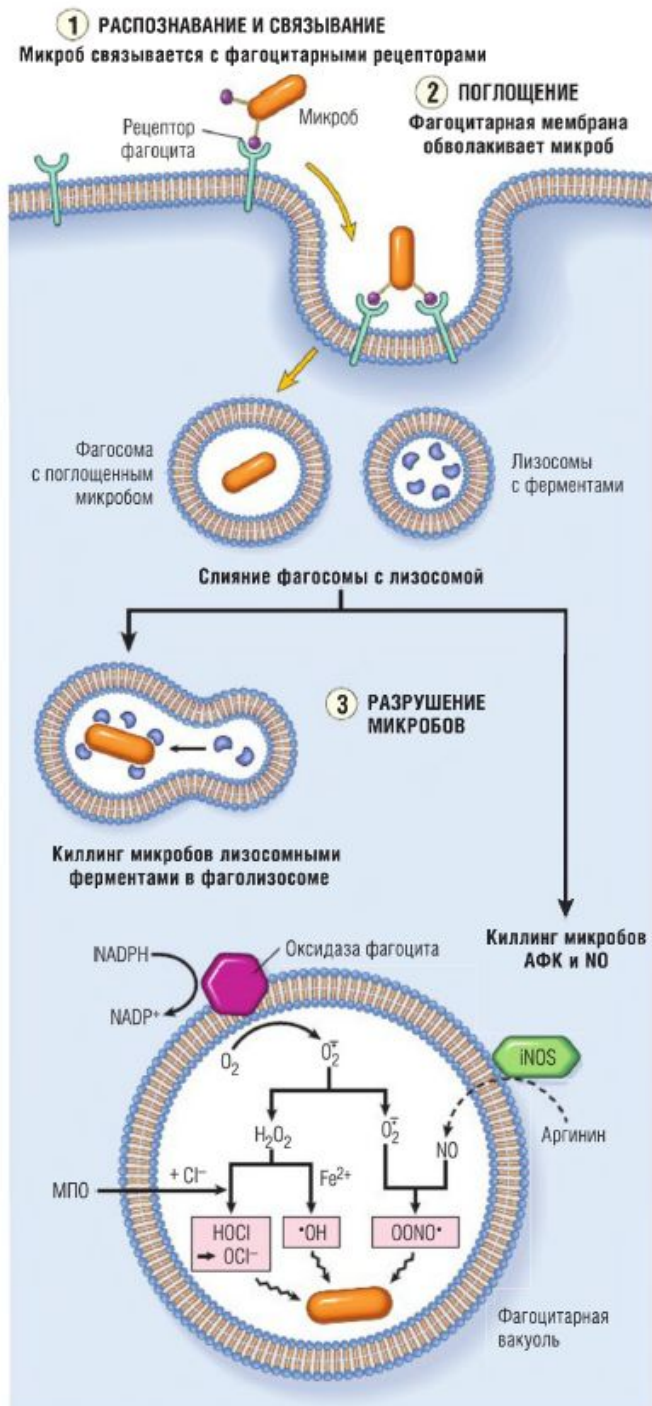 1 РАСПОЗНАВАНИЕ И СВЯЗЫВАНИЕ
Микроб связывается с фагоцитарными рецепторами
2 ПОГЛОЩЕНИЕ
Фагоцитарная мембрана
обволакивает микроб
Микроб
Рецептор
фагоцита
Фагосома
с поглощенным
микробом
Лизосомы
с ферментами
Слияние фагосомы с лизосомой
3 РАЗРУШЕНИЕ
МИКРОБОВ
Киллинг микробов лизосомными
ферментами в фаголизосоме
Киллинг микробов
АФК и NO
NADPH
Оксидаза фагоцита
NADP⁺
O₂
O₂⁻•
iNOS
H₂O₂
O₂⁻•
NO
Аргинин
МПО
+ Cl⁻
Fe²⁺
HOCl
→ OCl⁻
•OH
OONO•
Фагоцитарная
вакуоль